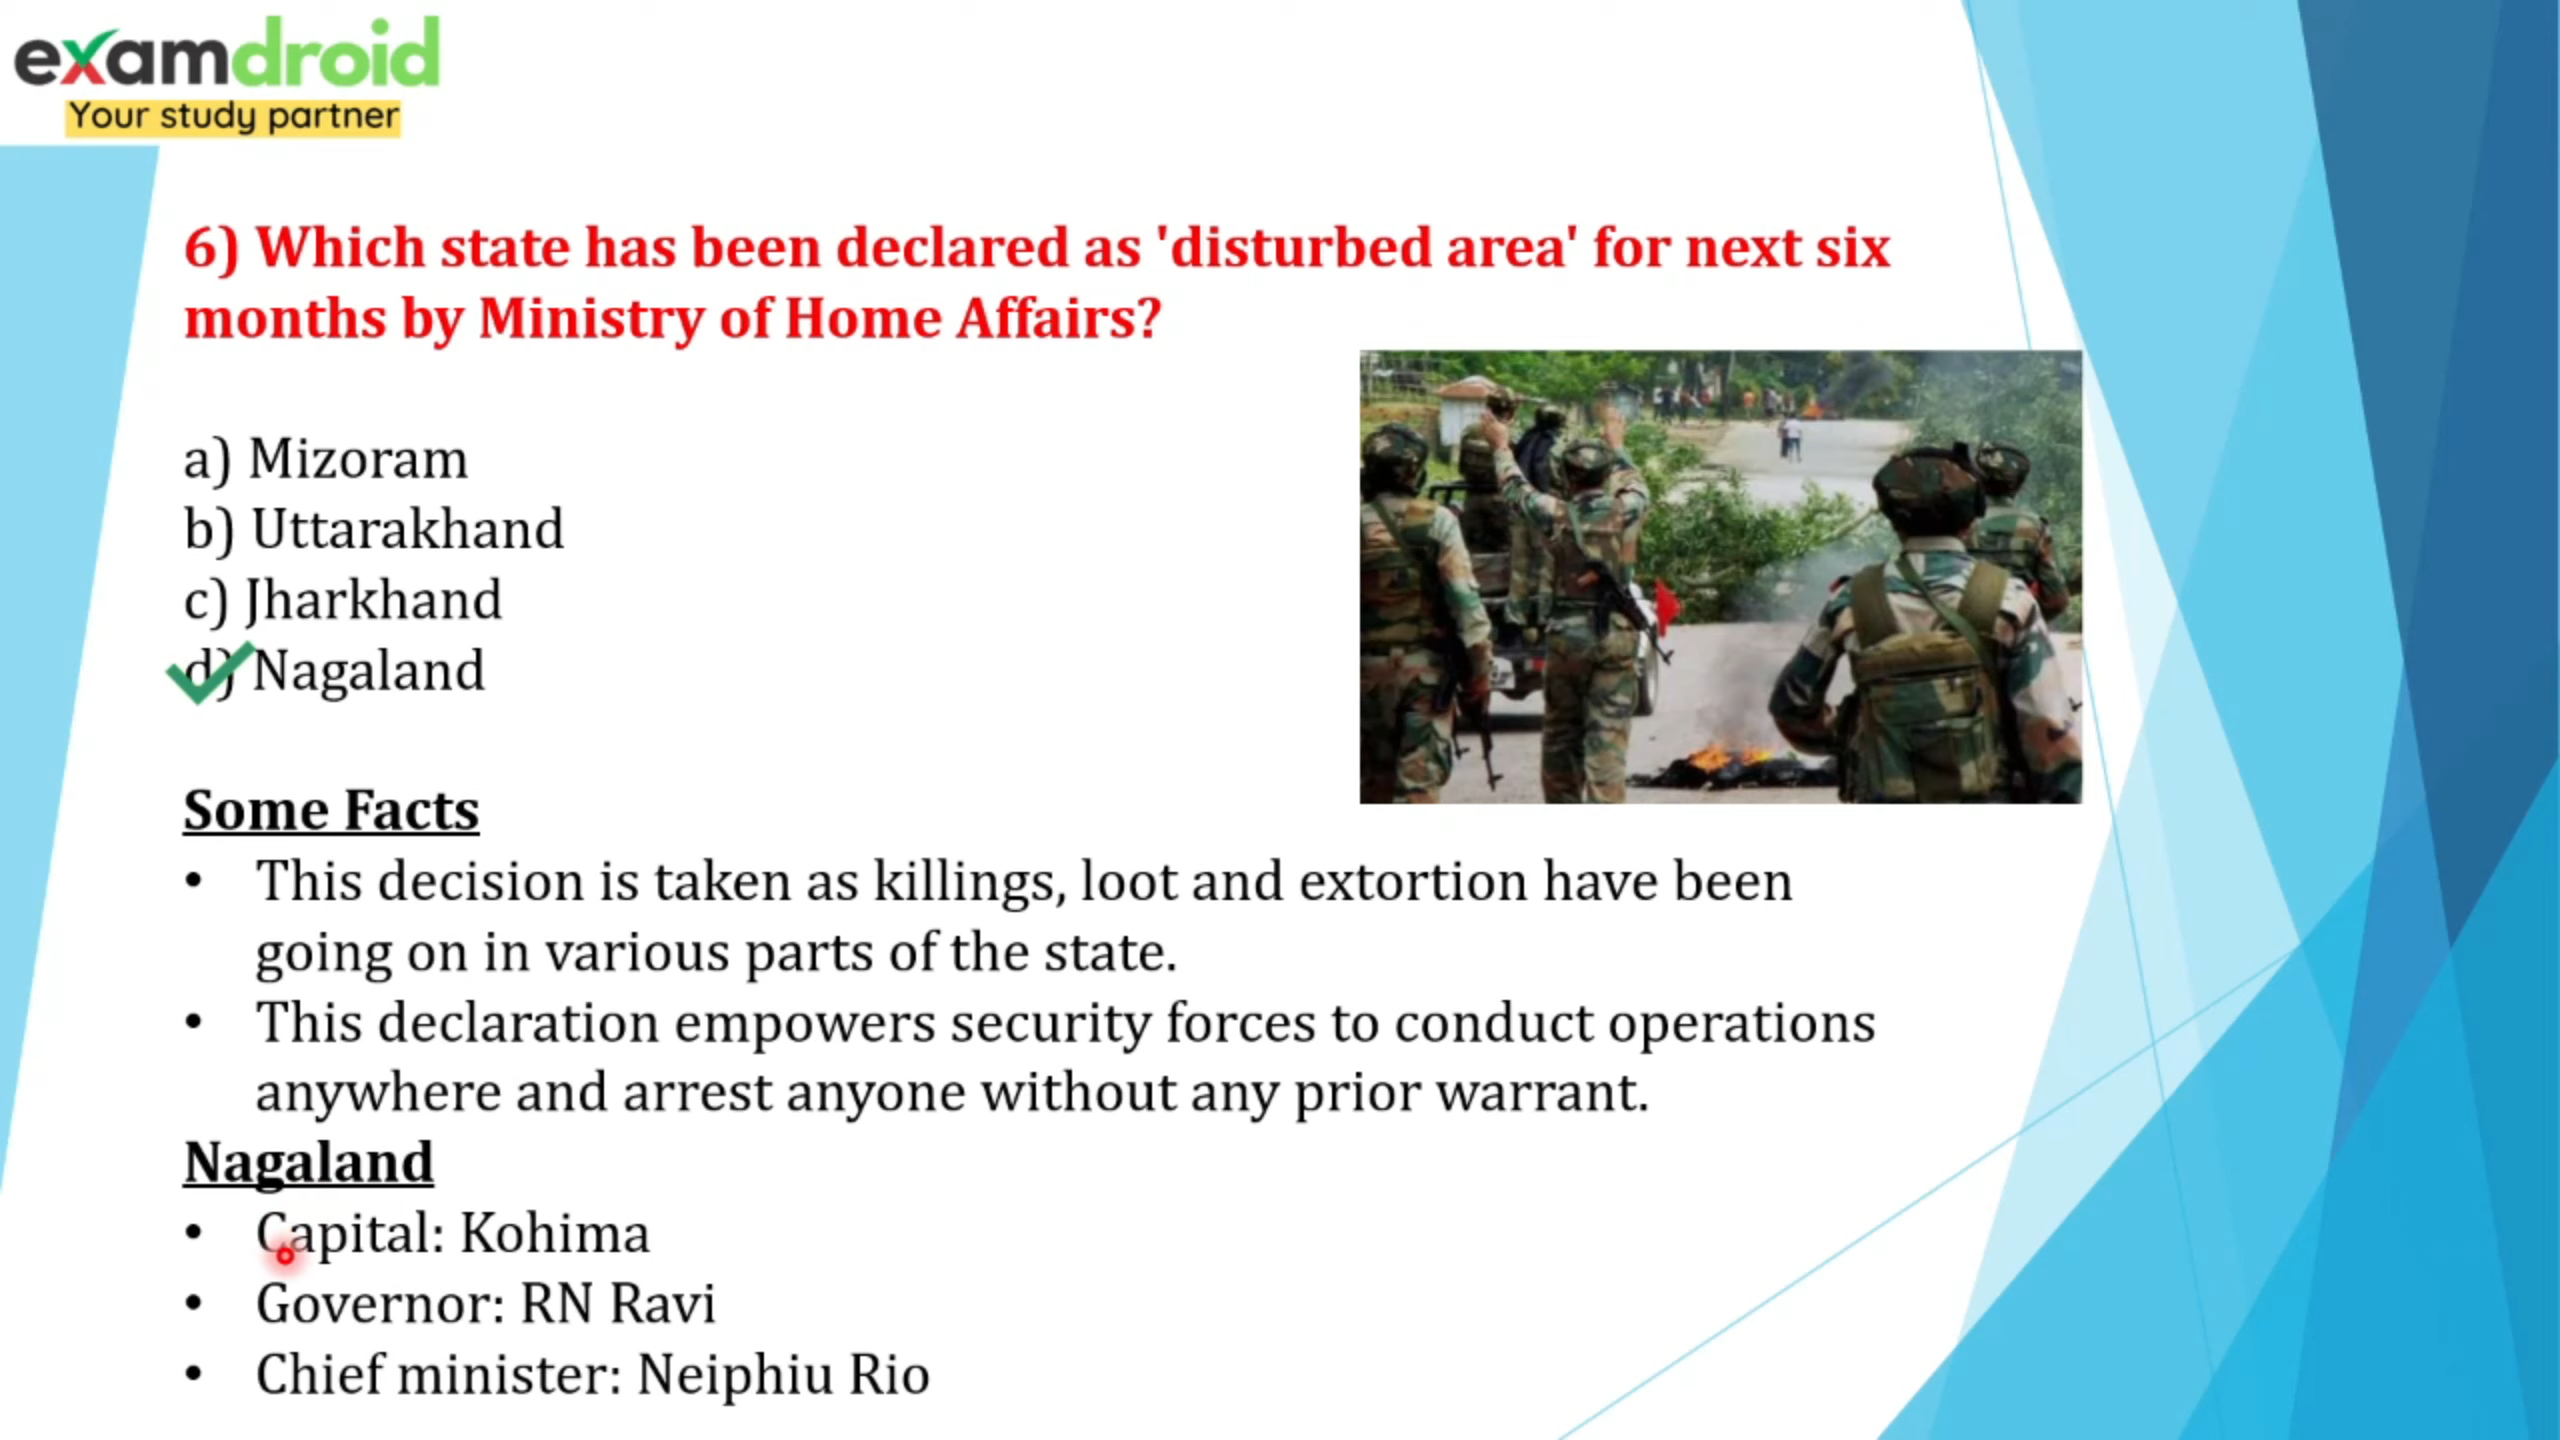 examdroid
Your study partner
6) Which state has been declared as 'disturbed area' for next six
months by Ministry of Home Affairs?
a) Mizoram
b) Uttarakhand
c) Jharkhand
d) Nagaland
Some Facts
• This decision is taken as killings, loot and extortion have been
going on in various parts of the state.
• This declaration empowers security forces to conduct operations
anywhere and arrest anyone without any prior warrant.
Nagaland
• Capital: Kohima
• Governor: RN Ravi
• Chief minister: Neiphiu Rio